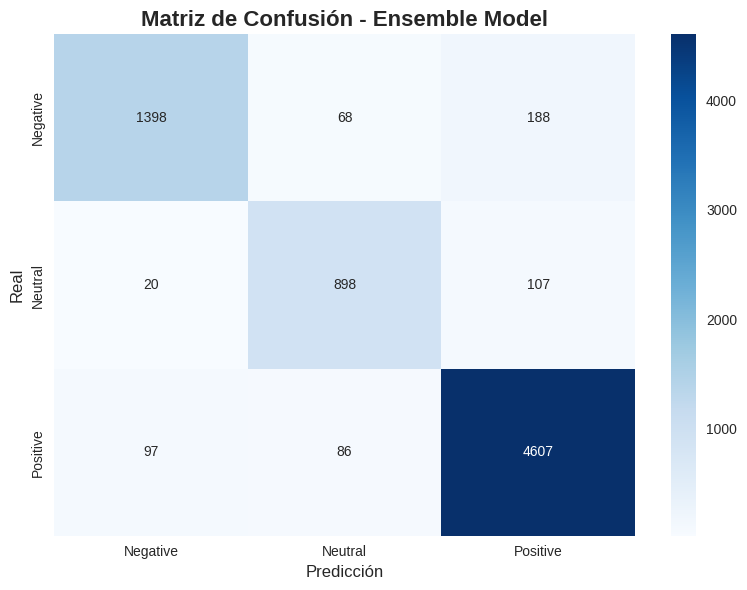 Matriz de Confusión - Ensemble Model
Real
Negative
1398 68 188
Neutral
20 898 107
Positive
97 86 4607
Negative Neutral Positive
Predicción
4000
3000
2000
1000